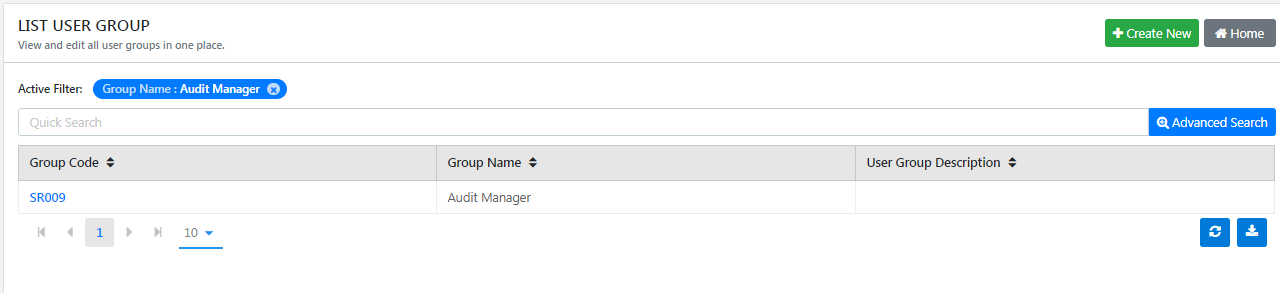 LIST USER GROUP
View and edit all user groups in one place.
Create New
Home
Active Filter:
Group Name : Audit Manager
Quick Search
Advanced Search
Group Code
Group Name
User Group Description
SR009
Audit Manager
1
10